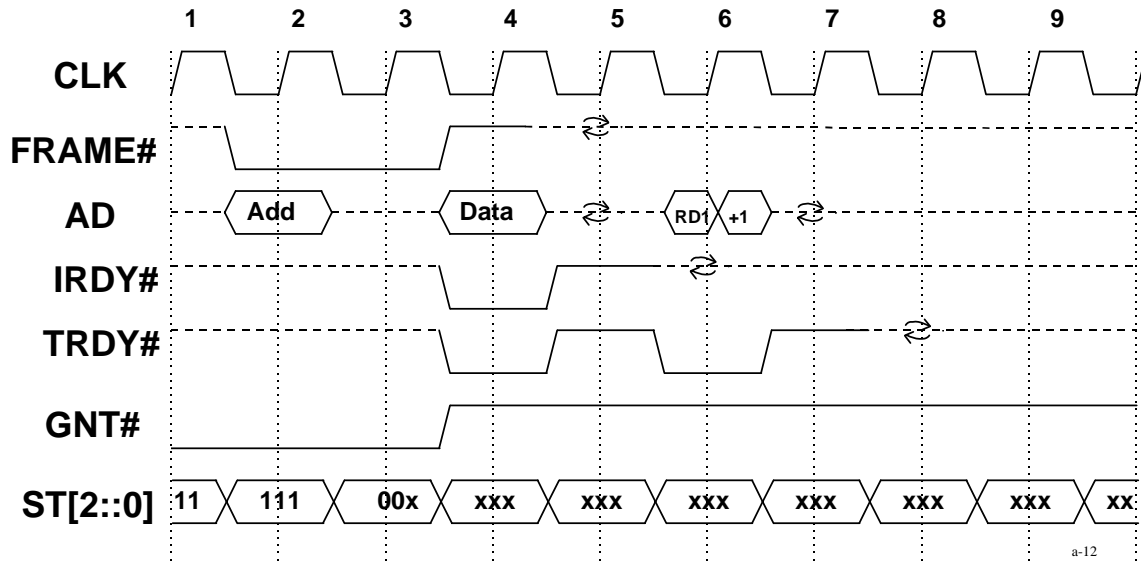 1 2 3 4 5 6 7 8 9
CLK
FRAME#
AD Add Data RD1 +1
IRDY#
TRDY#
GNT#
ST[2::0] 11 111 00x xxx xxx xxx xxx xxx xxx xx
a-12